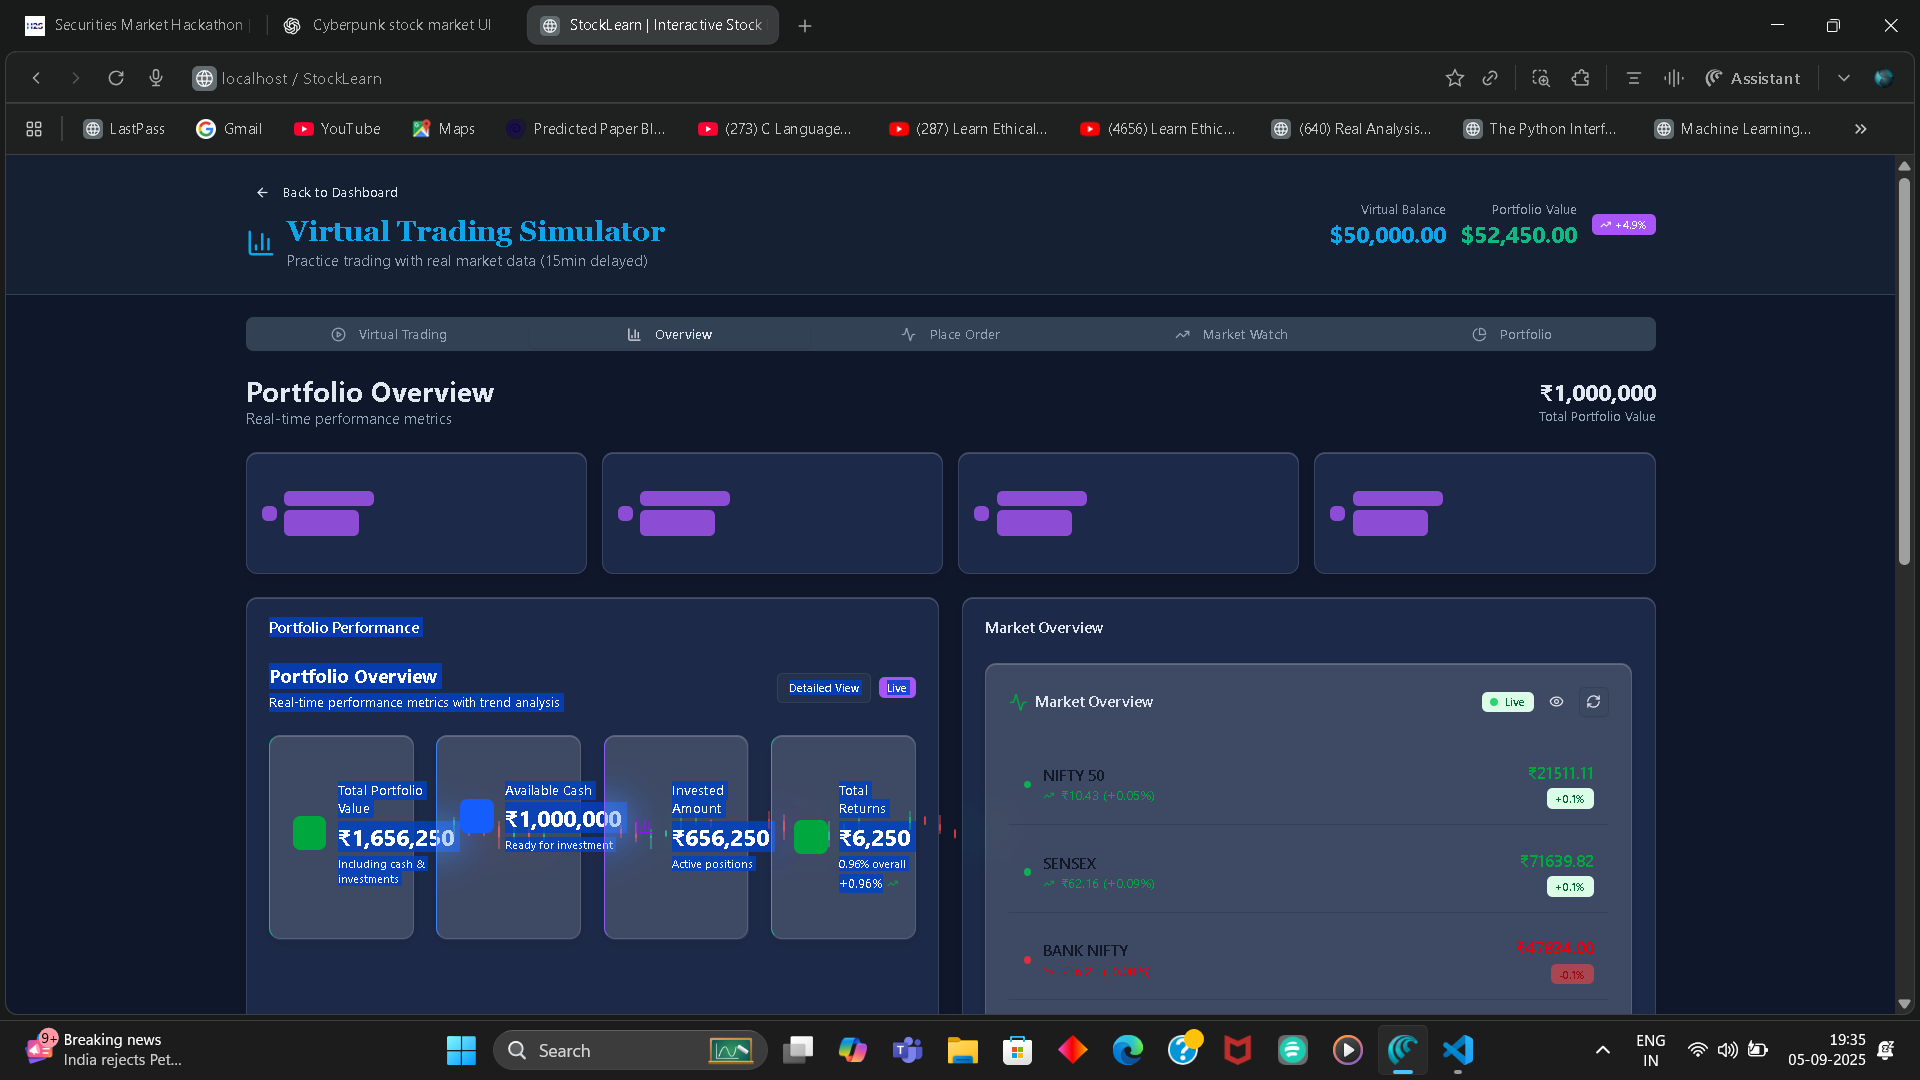 Securities Market Hackathon
Cyberpunk stock market UI
StockLearn | Interactive Stock
localhost / StockLearn
Assistant
LastPass
Gmail
YouTube
Maps
Predicted Paper Bl...
(273) C Language...
(287) Learn Ethical...
(4656) Learn Ethic...
(640) Real Analysis...
The Python Interf...
Machine Learning...
Back to Dashboard
Virtual Trading Simulator
Practice trading with real market data (15min delayed)
Virtual Balance
$50,000.00
Portfolio Value
$52,450.00
+4.9%
Virtual Trading
Overview
Place Order
Market Watch
Portfolio
Portfolio Overview
Real-time performance metrics
₹1,000,000
Total Portfolio Value
Portfolio Performance
Portfolio Overview
Real-time performance metrics with trend analysis
Detailed View
Live
Total Portfolio
Value
₹1,656,250
Including cash &
investments
Available Cash
₹1,000,000
Ready for investment
Invested
Amount
₹656,250
Active positions
Total
Returns
₹6,250
0.96% overall
+0.96%
Market Overview
Market Overview
Live
NIFTY 50
₹10.43 (+0.05%)
₹21511.11
+0.1%
SENSEX
₹62.16 (+0.09%)
₹71639.82
+0.1%
BANK NIFTY
₹47834.00
-0.1%
9+
Breaking news
India rejects Pet...
Search
ENG
IN
19:35
05-09-2025